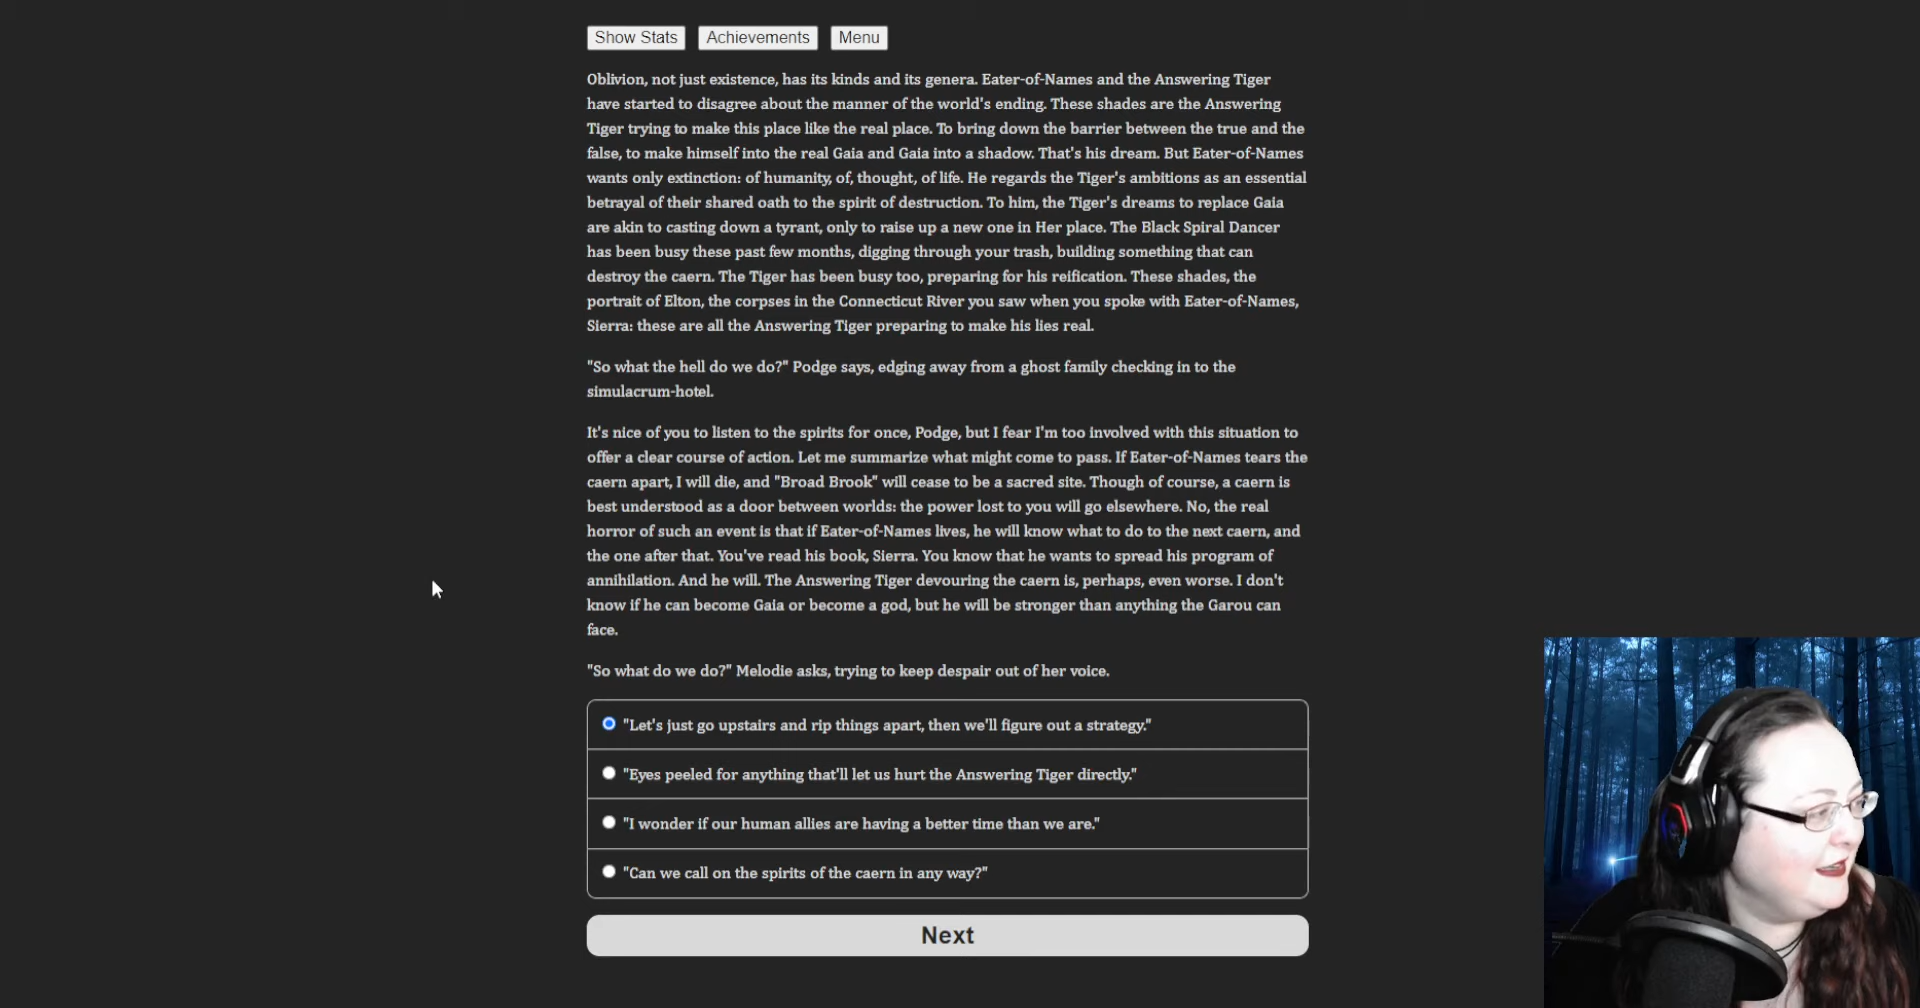 Show Stats Achievements Menu
Oblivion, not just existence, has its kinds and its genera. Eater-of-Names and the Answering Tiger
have started to disagree about the manner of the world's ending. These shades are the Answering
Tiger trying to make this place like the real place. To bring down the barrier between the true and the
false, to make himself into the real Gaia and Gaia into a shadow. That's his dream. But Eater-of-Names
wants only extinction: of humanity, of, thought, of life. He regards the Tiger's ambitions as an essential
betrayal of their shared oath to the spirit of destruction. To him, the Tiger's dreams to replace Gaia
are akin to casting down a tyrant, only to raise up a new one in Her place. The Black Spiral Dancer
has been busy these past few months, digging through your trash, building something that can
destroy the caern. The Tiger has been busy too, preparing for his reification. These shades, the
portrait of Elton, the corpses in the Connecticut River you saw when you spoke with Eater-of-Names,
Sierra: these are all the Answering Tiger preparing to make his lies real.
"So what the hell do we do?" Podge says, edging away from a ghost family checking in to the
simulacrum-hotel.
It's nice of you to listen to the spirits for once, Podge, but I fear I'm too involved with this situation to
offer a clear course of action. Let me summarize what might come to pass. If Eater-of-Names tears the
caern apart, I will die, and "Broad Brook" will cease to be a sacred site. Though of course, a caern is
best understood as a door between worlds: the power lost to you will go elsewhere. No, the real
horror of such an event is that if Eater-of-Names lives, he will know what to do to the next caern, and
the one after that. You've read his book, Sierra. You know that he wants to spread his program of
annihilation. And he will. The Answering Tiger devouring the caern is, perhaps, even worse. I don't
know if he can become Gaia or become a god, but he will be stronger than anything the Garou can
face.
"So what do we do?" Melodie asks, trying to keep despair out of her voice.
"Let's just go upstairs and rip things apart, then we'll figure out a strategy."
"Eyes peeled for anything that'll let us hurt the Answering Tiger directly."
"I wonder if our human allies are having a better time than we are."
"Can we call on the spirits of the caern in any way?"
Next